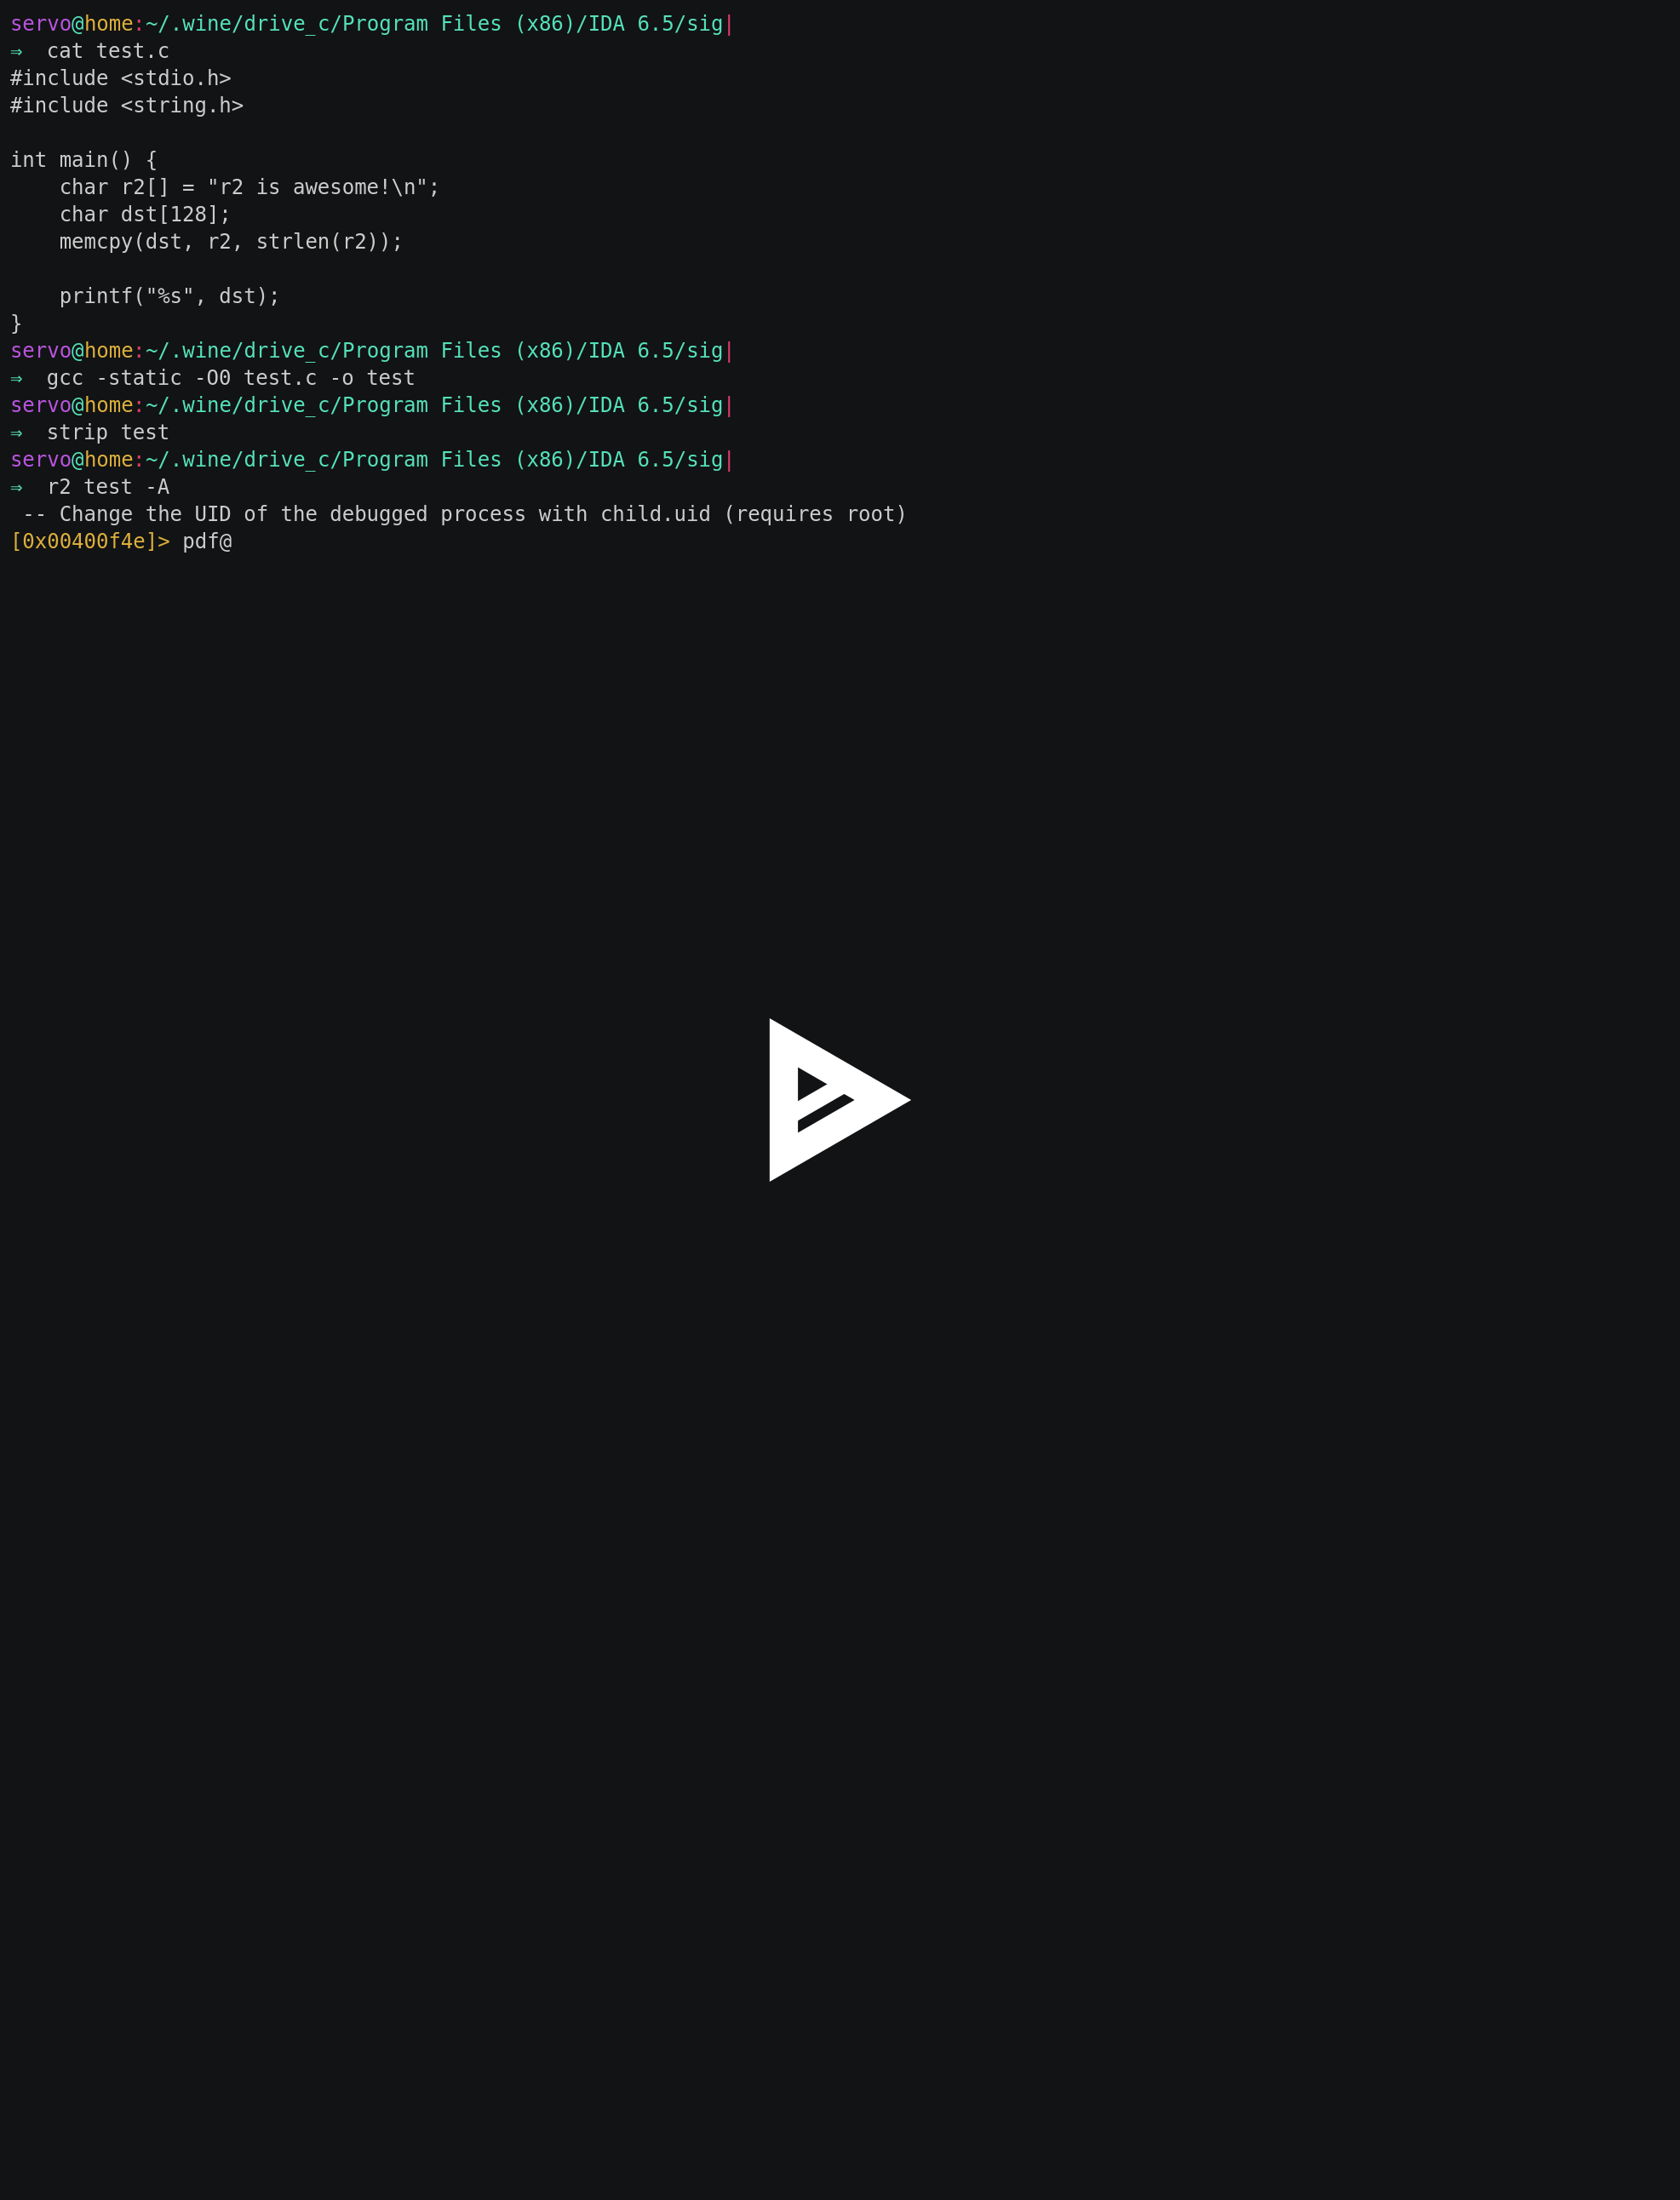 servo@home:~/.wine/drive_c/Program Files (x86)/IDA 6.5/sig|
⇒  cat test.c
#include <stdio.h>
#include <string.h>

int main() {
    char r2[] = "r2 is awesome!\n";
    char dst[128];
    memcpy(dst, r2, strlen(r2));

    printf("%s", dst);
}
servo@home:~/.wine/drive_c/Program Files (x86)/IDA 6.5/sig|
⇒  gcc -static -O0 test.c -o test
servo@home:~/.wine/drive_c/Program Files (x86)/IDA 6.5/sig|
⇒  strip test
servo@home:~/.wine/drive_c/Program Files (x86)/IDA 6.5/sig|
⇒  r2 test -A
 -- Change the UID of the debugged process with child.uid (requires root)
[0x00400f4e]> pdf@